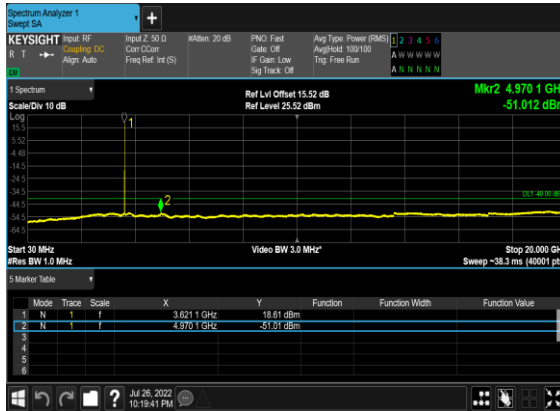 Spectrum Analyzer 1
Swept SA
+
KEYSIGHT
R T
LXI
Input: RF
Coupling: DC
Align: Auto
Input Z: 50 Ω
Corr CCorr
Freq Ref: Int (S)
#Atten: 20 dB
PNO: Fast
Gate: Off
IF Gain: Low
Sig Track: Off
Avg Type: Power (RMS)
Avg|Hold: 100/100
Trig: Free Run
1 2 3 4 5 6
A W W W W W
A N N N N N
1 Spectrum
Scale/Div 10 dB
Ref Lvl Offset 15.52 dB
Ref Level 25.52 dBm
Mkr2 4.970 1 GHz
-51.012 dBm
Log
15.5
5.52
-4.48
-14.5
-24.5
-34.5
-44.5
-54.5
-64.5
1
2
DL1 -40.00 dB
Start 30 MHz
#Res BW 1.0 MHz
Video BW 3.0 MHz*
Stop 20.000 GH
Sweep ~38.3 ms (40001 pts
5 Marker Table
Mode Trace Scale X Y Function Function Width Function Value
1 N 1 f 3.621 1 GHz 18.61 dBm
2 N 1 f 4.970 1 GHz -51.01 dBm
3
4
5
6
?
Jul 26, 2022
10:19:41 PM